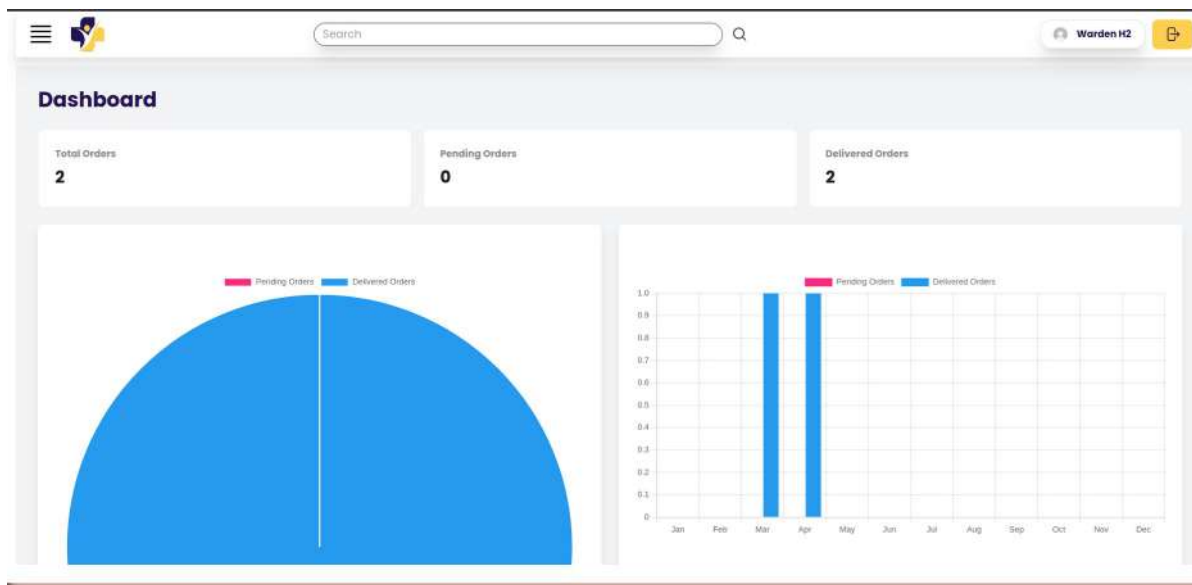 Search
Warden H2
Dashboard
Total Orders
2
Pending Orders
0
Delivered Orders
2
Pending Orders Delivered Orders
Pending Orders Delivered Orders
1.0
0.9
0.8
0.7
0.6
0.5
0.4
0.3
0.2
0.1
0
Jan Feb Mar Apr May Jun Jul Aug Sep Oct Nov Dec